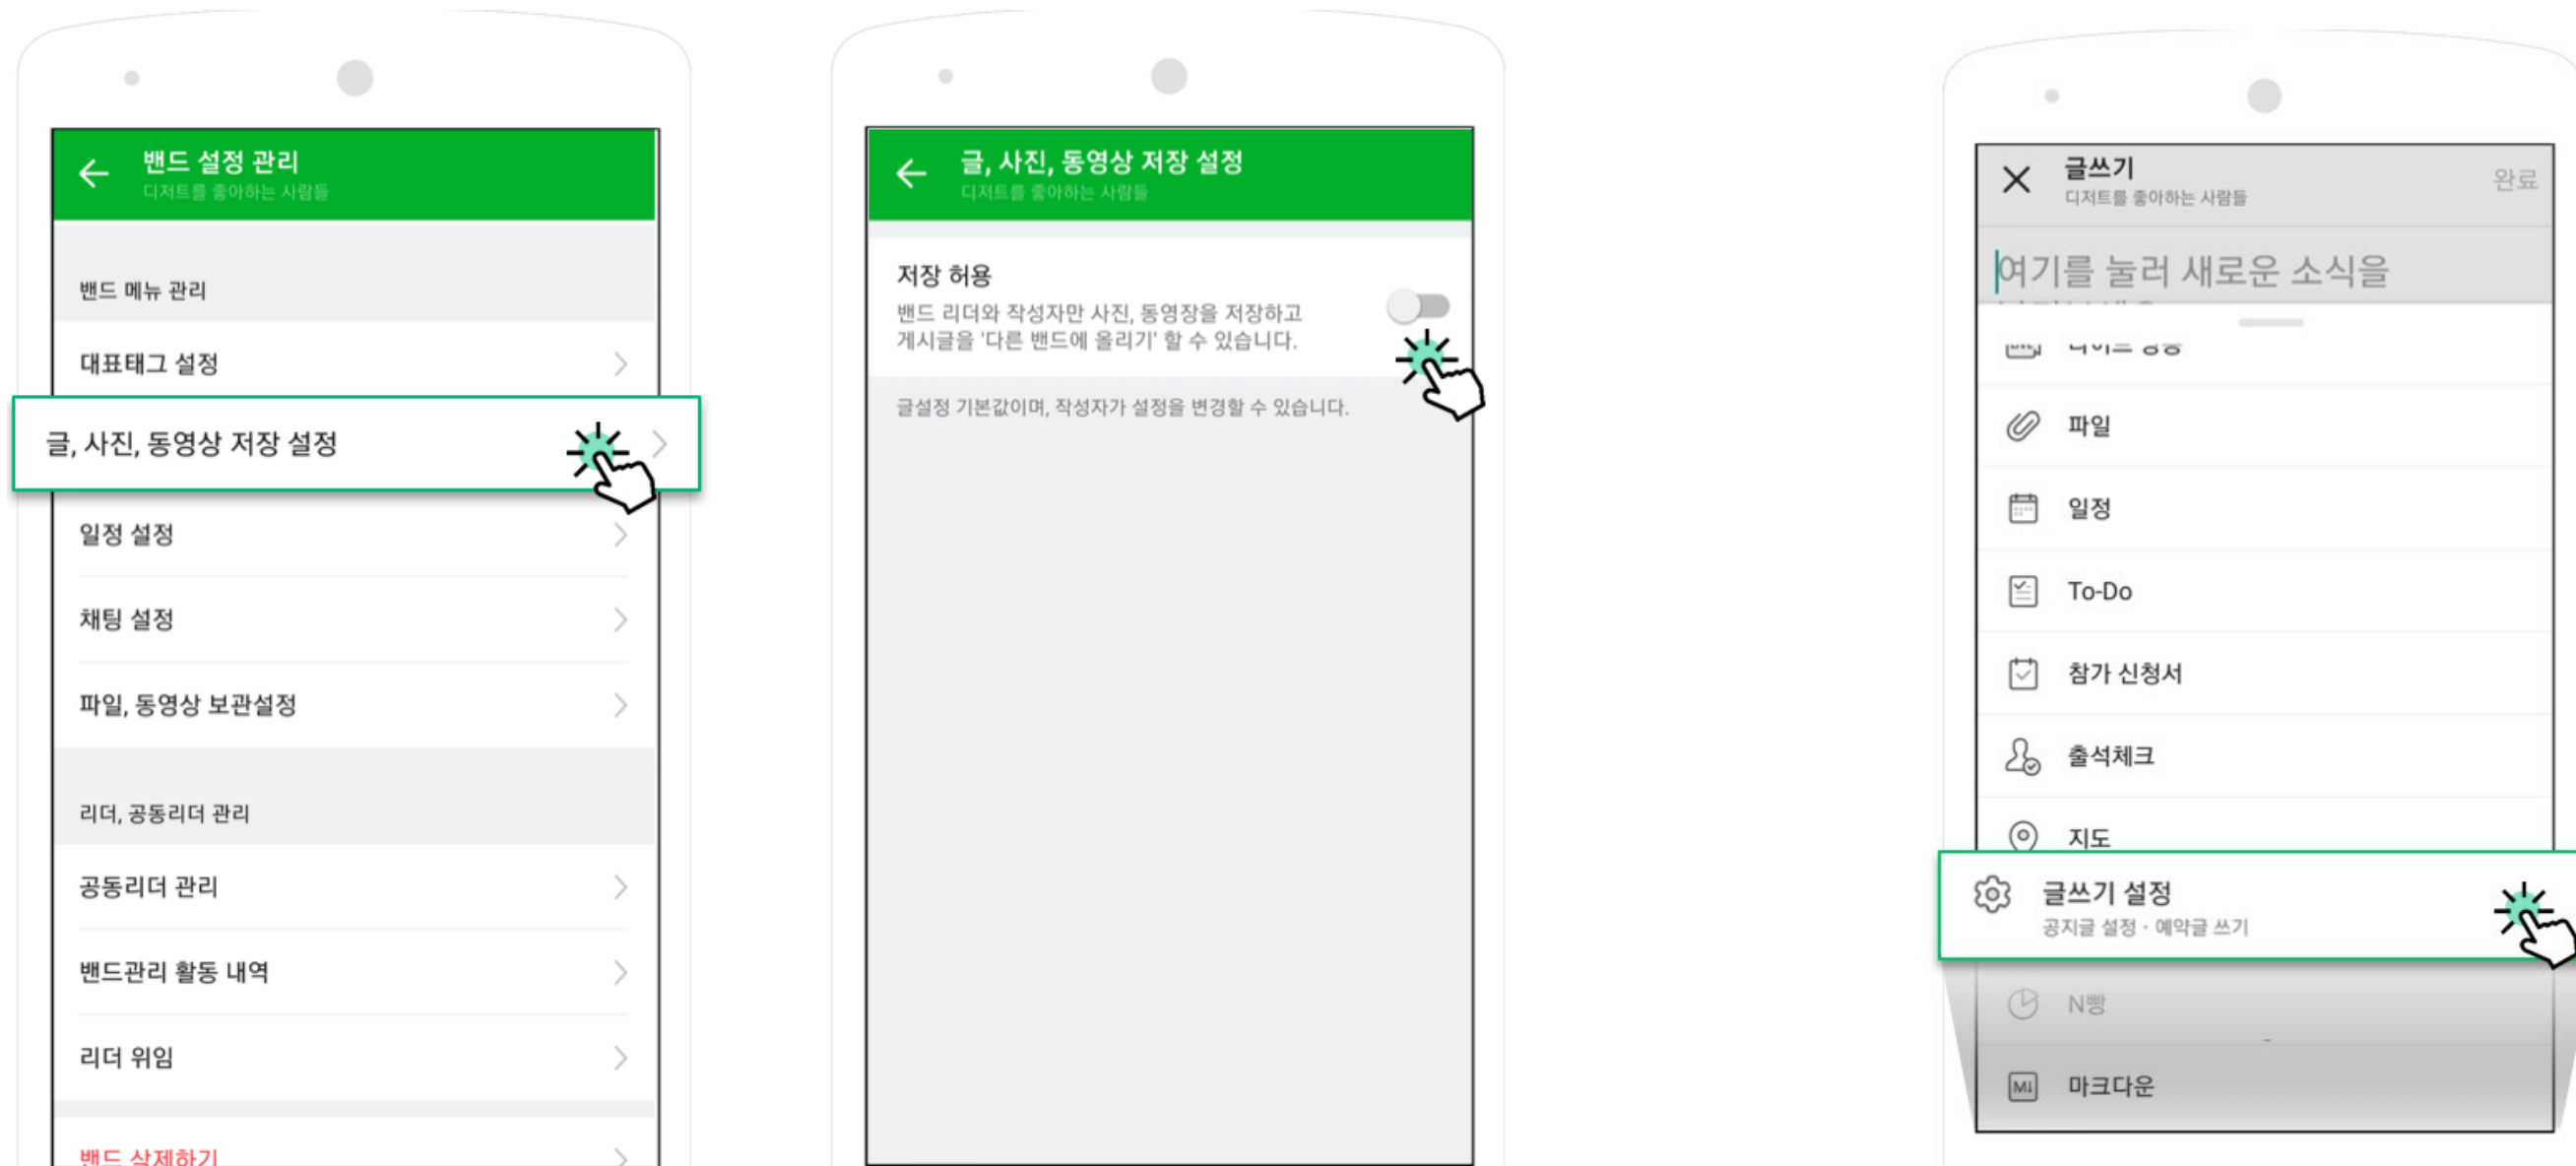 밴드 설정 관리
디저트를 좋아하는 사람들
밴드 메뉴 관리
대표태그 설정
글, 사진, 동영상 저장 설정
일정 설정
채팅 설정
파일, 동영상 보관설정
리더, 공동리더 관리
공동리더 관리
밴드관리 활동 내역
리더 위임
밴드 삭제하기
글, 사진, 동영상 저장 설정
디저트를 좋아하는 사람들
저장 허용
밴드 리더와 작성자만 사진, 동영장을 저장하고
게시글을 '다른 밴드에 올리기' 할 수 있습니다.
글설정 기본값이며, 작성자가 설정을 변경할 수 있습니다.
글쓰기
디저트를 좋아하는 사람들
완료
여기를 눌러 새로운 소식을
파일
일정
To-Do
참가 신청서
출석체크
지도
글쓰기 설정
공지글 설정 · 예약글 쓰기
N빵
M↓ 마크다운